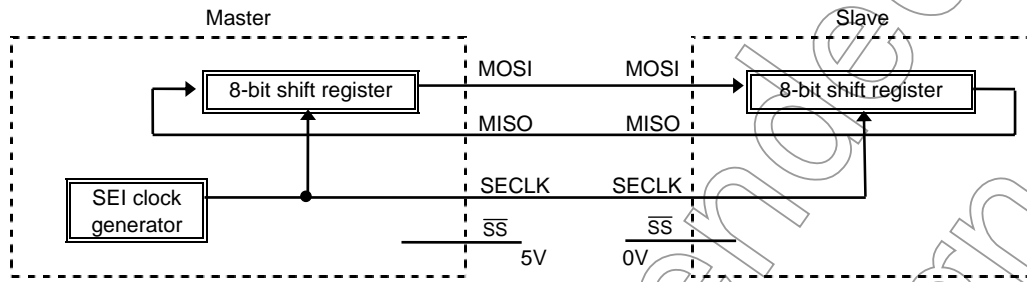 Master
Slave
8-bit shift register
MOSI
MOSI
8-bit shift register
MISO
MISO
SEI clock
generator
SECLK
SECLK
SS
SS
5V
0V